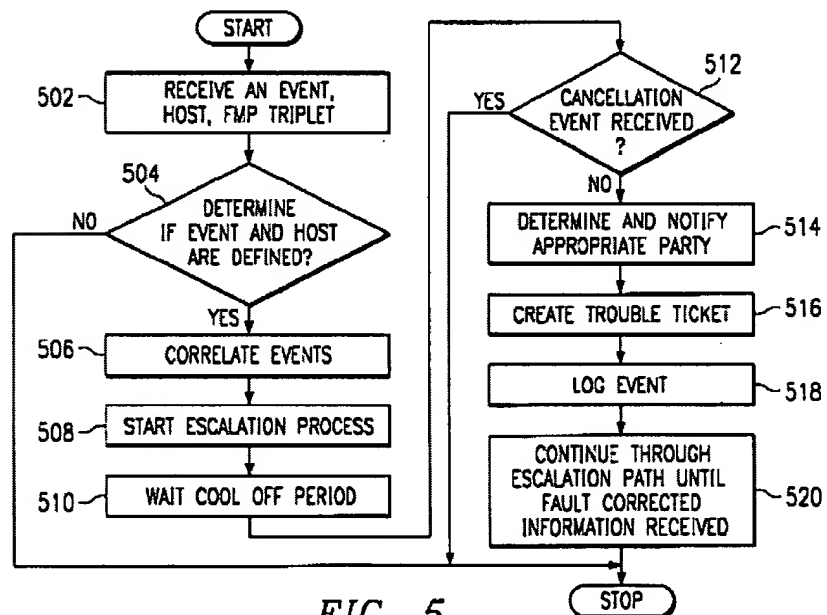 START
502
RECEIVE AN EVENT,
HOST, FMP TRIPLET
504
DETERMINE
IF EVENT AND HOST
ARE DEFINED?
NO
YES
506
CORRELATE EVENTS
508
START ESCALATION PROCESS
510
WAIT COOL OFF PERIOD
512
CANCELLATION
EVENT RECEIVED
?
YES
NO
DETERMINE AND NOTIFY
APPROPRIATE PARTY
514
CREATE TROUBLE TICKET
516
LOG EVENT
518
CONTINUE THROUGH
ESCALATION PATH UNTIL
FAULT CORRECTED
INFORMATION RECEIVED
520
STOP
FIG. 5